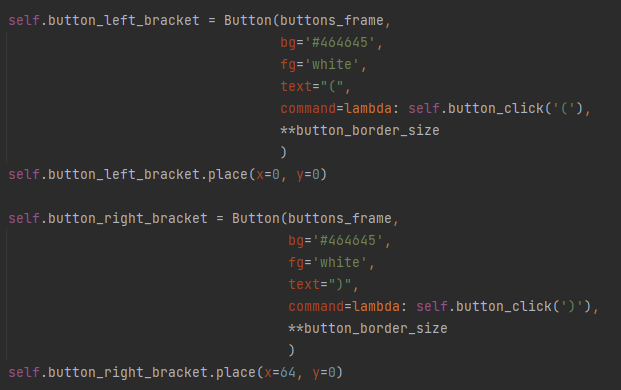 self.button_left_bracket = Button(buttons_frame,
                                  bg='#464645',
                                  fg='white',
                                  text="(",
                                  command=lambda: self.button_click('('),
                                  **button_border_size
                                  )
self.button_left_bracket.place(x=0, y=0)

self.button_right_bracket = Button(buttons_frame,
                                   bg='#464645',
                                   fg='white',
                                   text=")",
                                   command=lambda: self.button_click(')'),
                                   **button_border_size
                                   )
self.button_right_bracket.place(x=64, y=0)